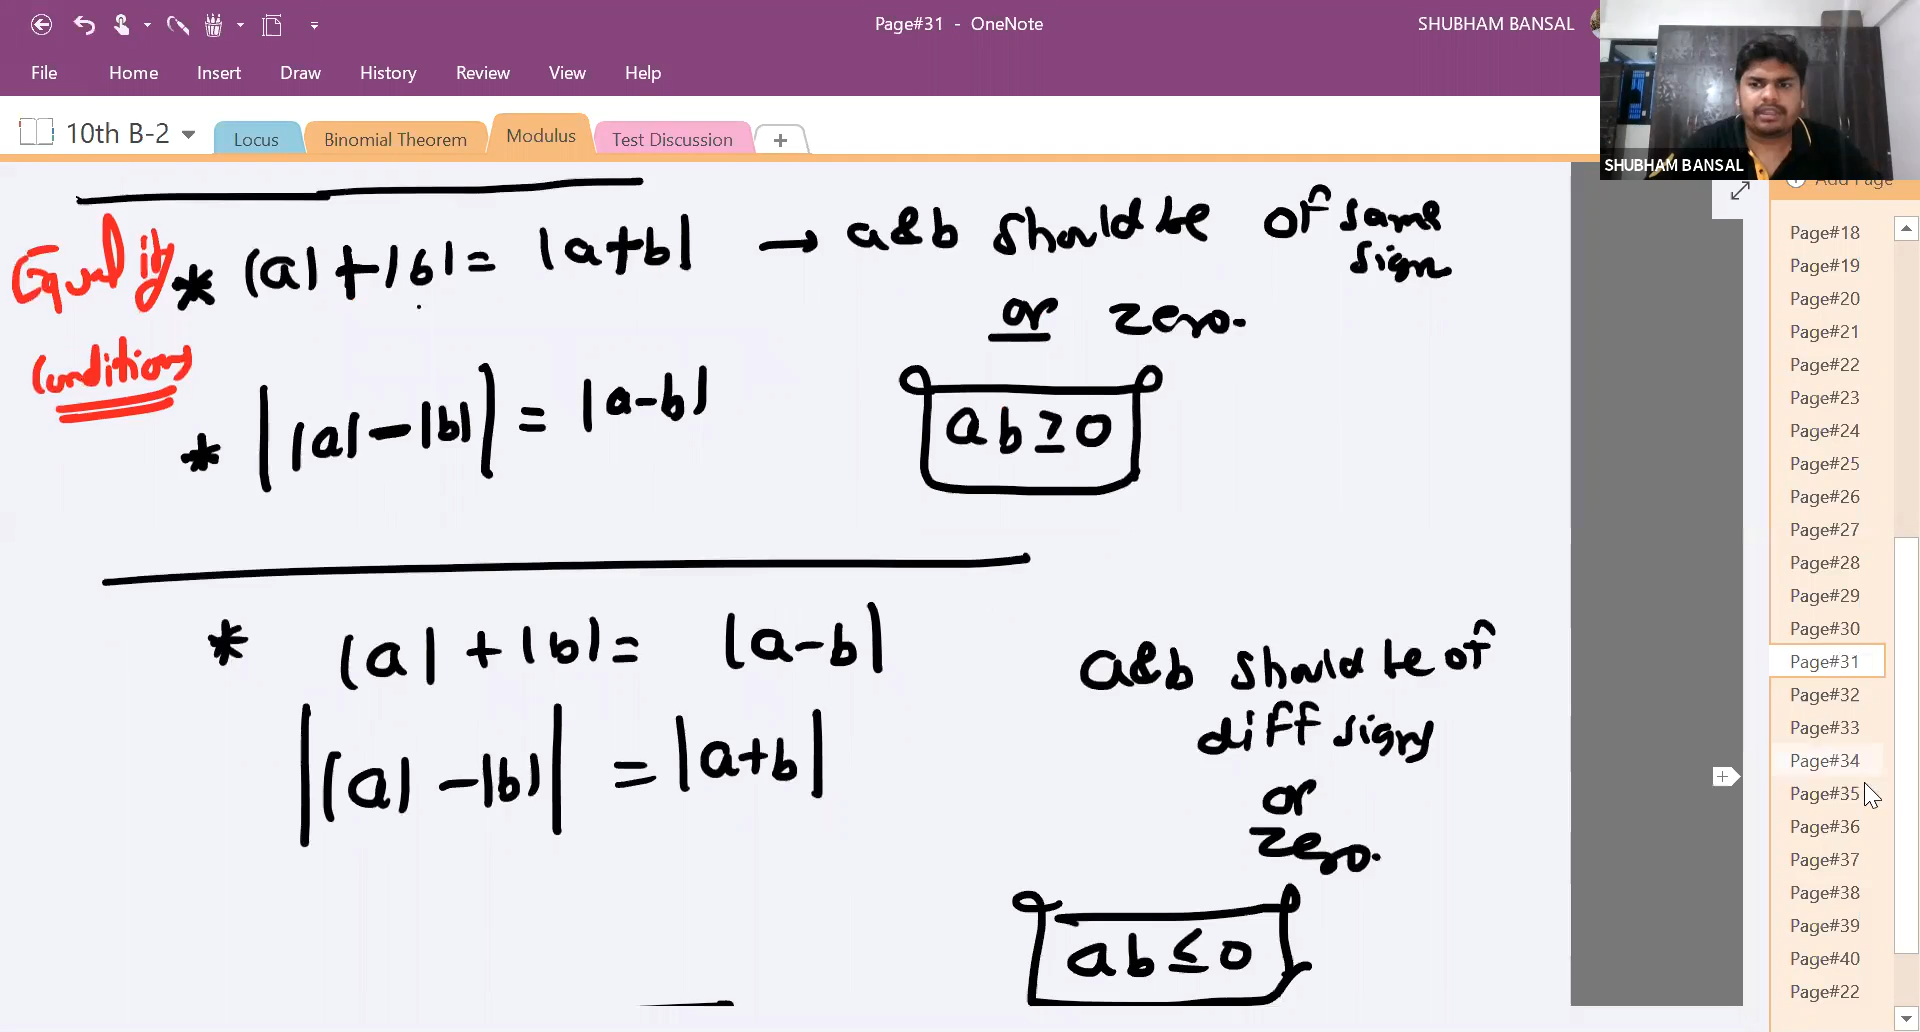 Page#31 - OneNote
SHUBHAM BANSAL
File Home Insert Draw History Review View Help
10th B-2
Locus
Binomial Theorem
Modulus
Test Discussion
SHUBHAM BANSAL
Add Page
Equality
Conditions
* |a| + |b| = |a+b| → a&b should be of same
sign
or zero.
* ||a| - |b|| = |a-b|
ab ≥ 0
* |a| + |b| = |a-b|
||a| - |b|| = |a+b|
a&b should be of
diff signs
or
zero.
ab ≤ 0
Page#18
Page#19
Page#20
Page#21
Page#22
Page#23
Page#24
Page#25
Page#26
Page#27
Page#28
Page#29
Page#30
Page#31
Page#32
Page#33
Page#34
Page#35
Page#36
Page#37
Page#38
Page#39
Page#40
Page#22